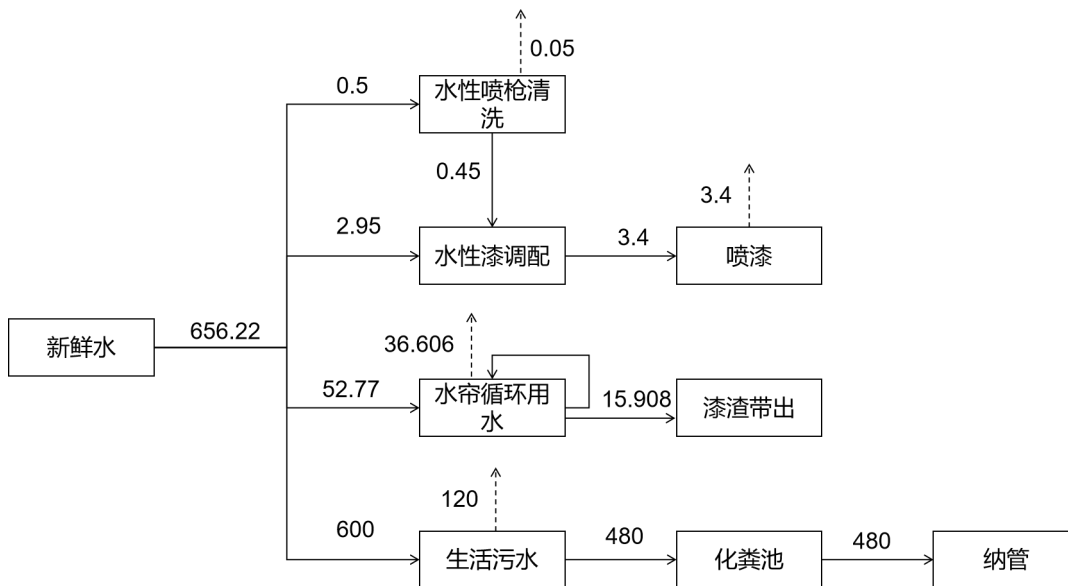 0.05
0.5
水性喷枪清
洗
0.45
3.4
2.95
水性漆调配
3.4
喷漆
新鲜水
656.22
36.606
52.77
水帘循环用
水
15.908
漆渣带出
120
600
生活污水
480
化粪池
480
纳管